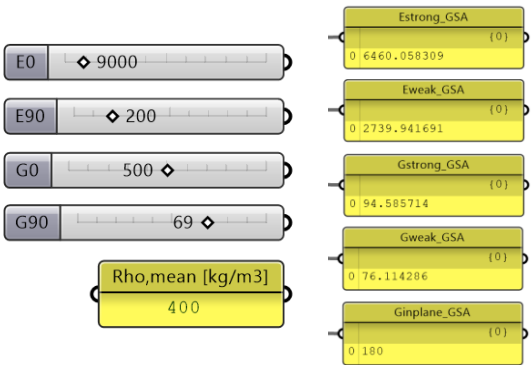 E0 9000
E90 200
G0 500
G90 69
Rho,mean [kg/m3]
400
Estrong_GSA
{0}
0 6460.058309
Eweak_GSA
{0}
0 2739.941691
Gstrong_GSA
{0}
0 94.585714
Gweak_GSA
{0}
0 76.114286
Ginplane_GSA
{0}
0 180